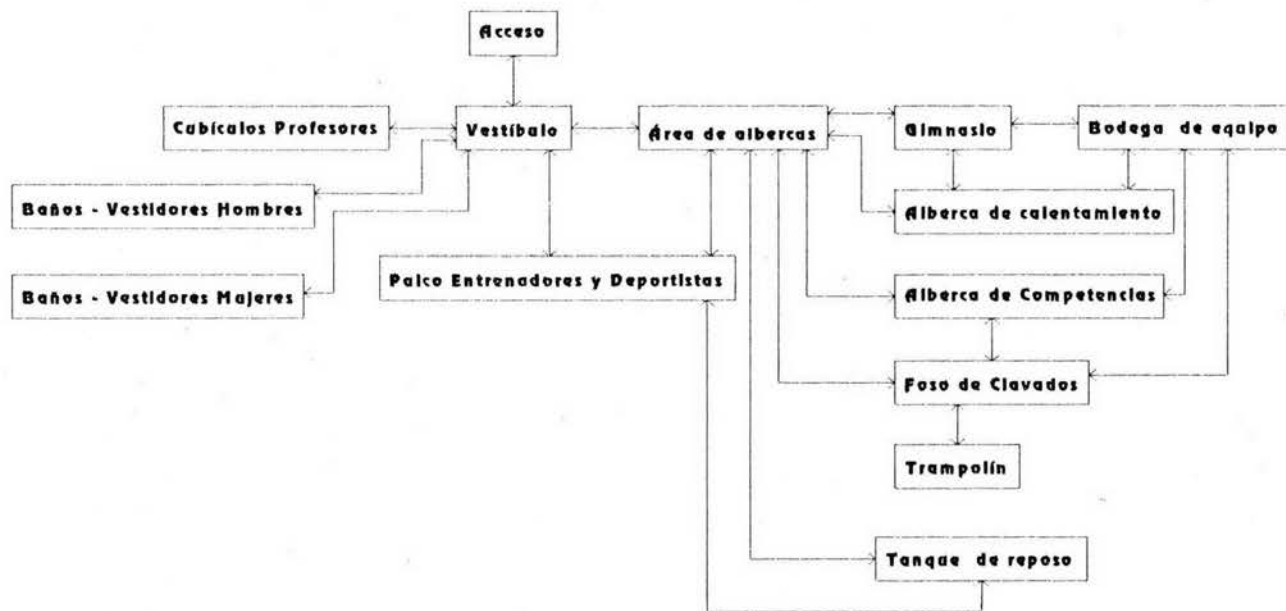 Acceso
Cubículos Profesores
Vestíbulo
Área de albercas
Gimnasio
Bodega de equipo
Baños - Vestidores Hombres
Alberca de calentamiento
Palco Entrenadores y Deportistas
Baños - Vestidores Mujeres
Alberca de Competencias
Foso de Clavados
Trampolín
Tanque de reposo